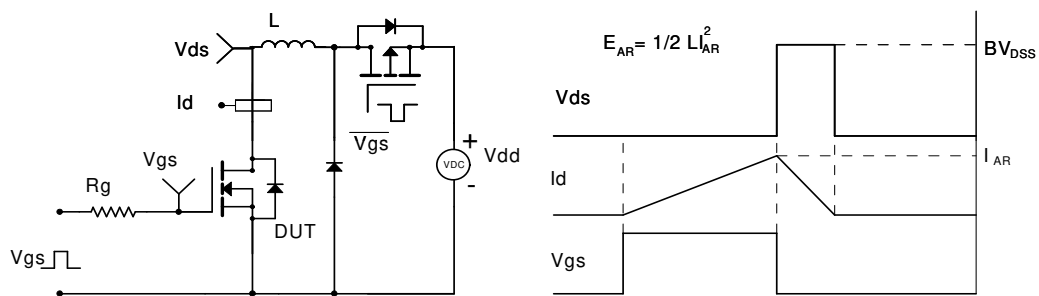 L
Vds
Id
Vgs
Rg
DUT
Vgs
Vgs
VDC
+
Vdd
-
E_AR = 1/2 LI²_AR
Vds
BV_DSS
Id
I_AR
Vgs